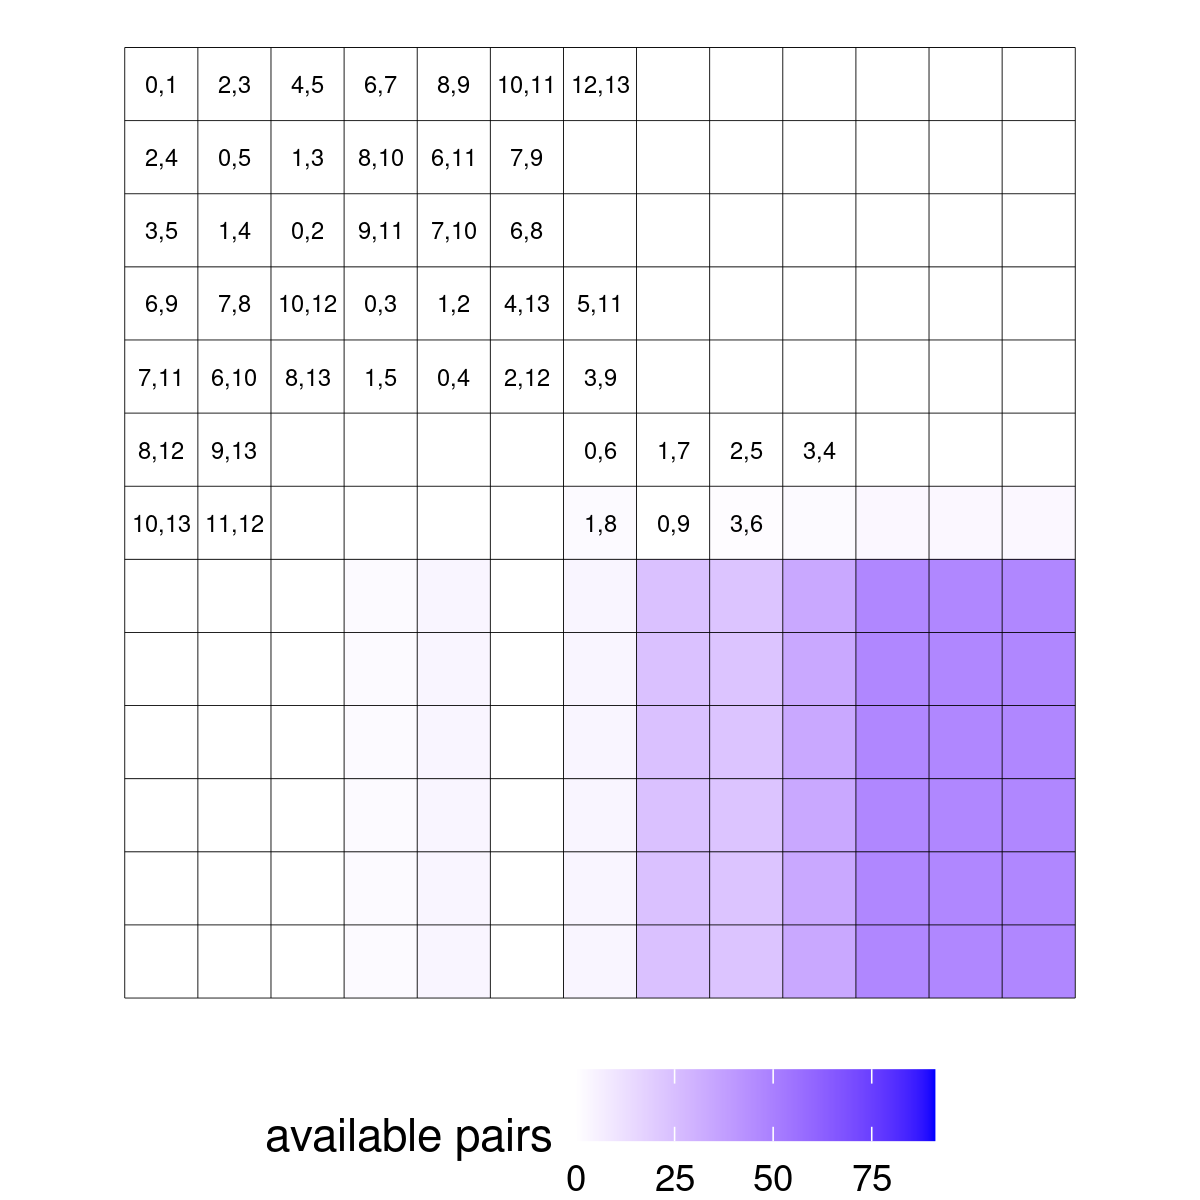 0,1 2,3 4,5 6,7 8,9 10,11 12,13
2,4 0,5 1,3 8,10 6,11 7,9
3,5 1,4 0,2 9,11 7,10 6,8
6,9 7,8 10,12 0,3 1,2 4,13 5,11
7,11 6,10 8,13 1,5 0,4 2,12 3,9
8,12 9,13 0,6 1,7 2,5 3,4
10,13 11,12 1,8 0,9 3,6
available pairs
0 25 50 75